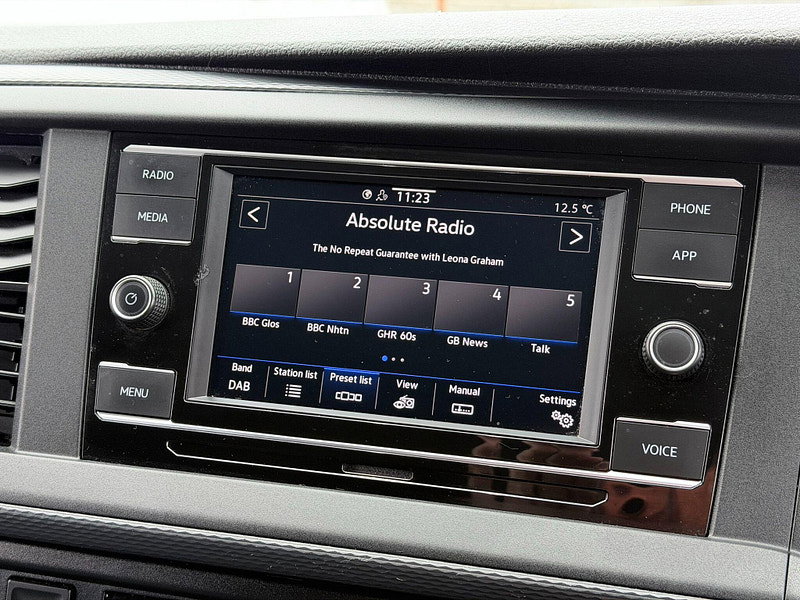 RADIO
MEDIA
MENU
11:23
12.5 °C
<
Absolute Radio
>
The No Repeat Guarantee with Leona Graham
1
BBC Glos
2
BBC Nhtn
3
GHR 60s
4
GB News
5
Talk
Band
DAB
Station list
Preset list
View
Manual
Settings
PHONE
APP
VOICE